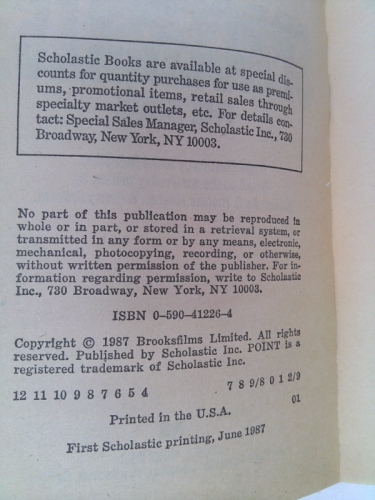 Scholastic Books are available at special dis-
counts for quantity purchases for use as premi-
ums, promotional items, retail sales through
specialty market outlets, etc. For details con-
tact: Special Sales Manager, Scholastic Inc., 730
Broadway, New York, NY 10003.
No part of this publication may be reproduced in
whole or in part, or stored in a retrieval system, or
transmitted in any form or by any means, electronic,
mechanical, photocopying, recording, or otherwise,
without written permission of the publisher. For in-
formation regarding permission, write to Scholastic
Inc., 730 Broadway, New York, NY 10003.
ISBN 0-590-41226-4
Copyright © 1987 Brooksfilms Limited. All rights
reserved. Published by Scholastic Inc. POINT is a
registered trademark of Scholastic Inc.
12 11 10 9 8 7 6 5 4 7 8 9/8 0 1 2/9
01
Printed in the U.S.A.
First Scholastic printing, June 1987